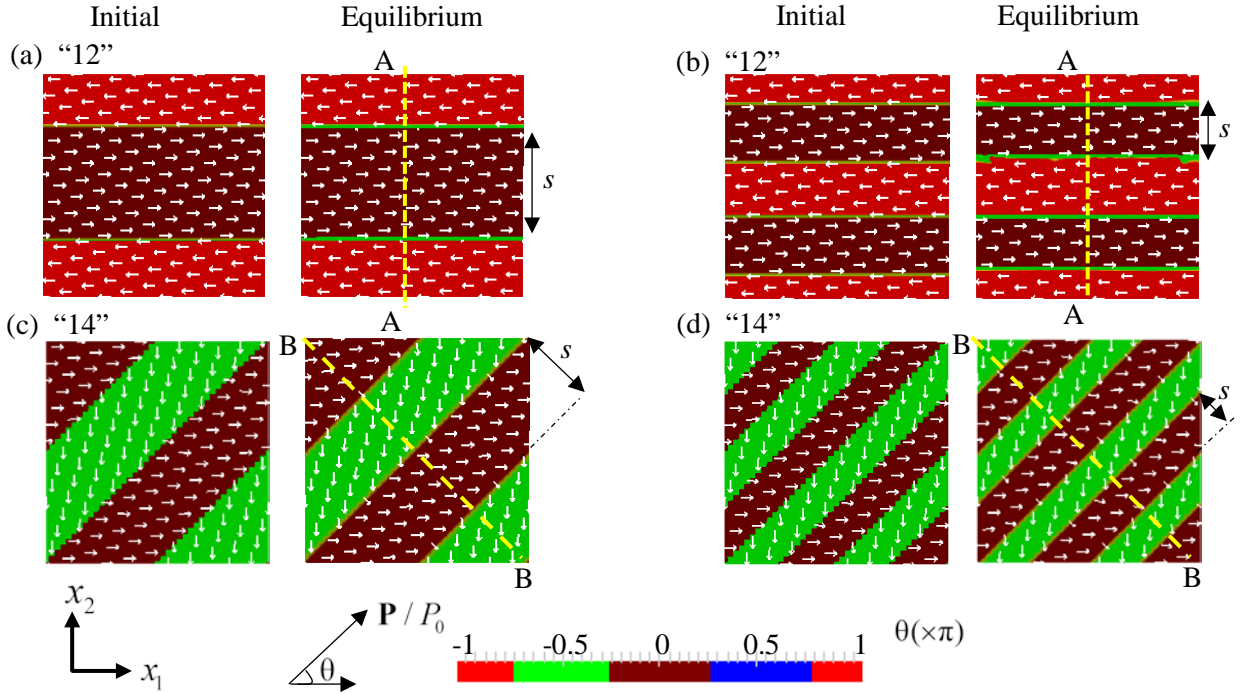 Initial Equilibrium Initial Equilibrium
(a) "12" A (b) "12" A
s s
(c) "14" A (d) "14" A
B s B s
B B
x2 P / P0 θ(×π)
-1 -0.5 0 0.5 1
x1 θ